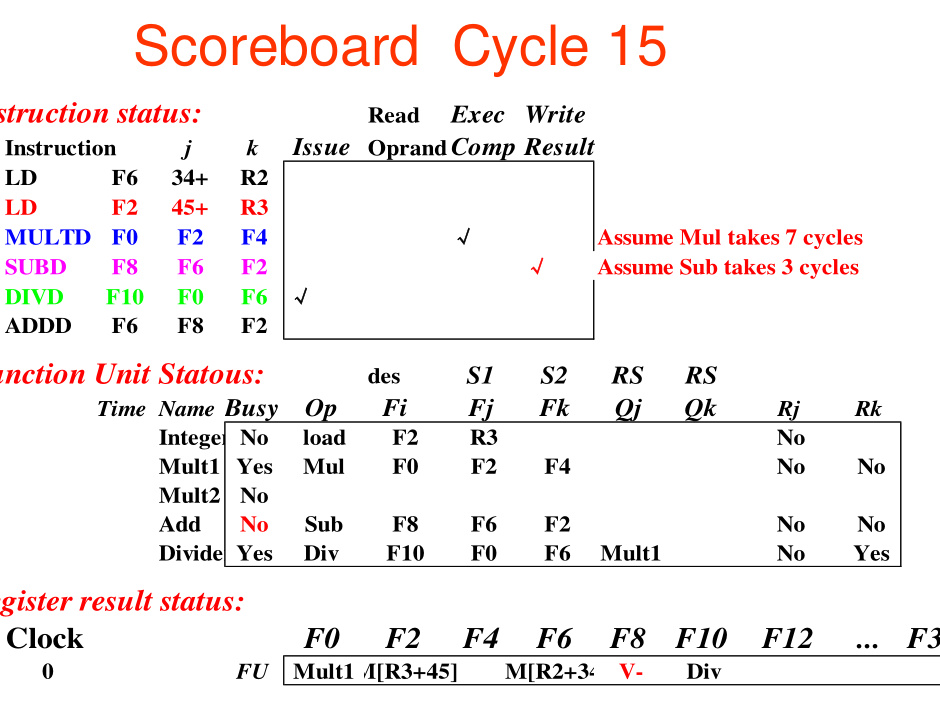 Scoreboard Cycle 15
struction status: Read Exec Write
Instruction j k Issue Oprand Comp Result
LD F6 34+ R2
LD F2 45+ R3
MULTD F0 F2 F4 √ Assume Mul takes 7 cycles
SUBD F8 F6 F2 √ Assume Sub takes 3 cycles
DIVD F10 F0 F6 √
ADDD F6 F8 F2
unction Unit Statous: des S1 S2 RS RS
Time Name Busy Op Fi Fj Fk Qj Qk Rj Rk
Integer No load F2 R3 No
Mult1 Yes Mul F0 F2 F4 No No
Mult2 No
Add No Sub F8 F6 F2 No No
Divide Yes Div F10 F0 F6 Mult1 No Yes
gister result status:
Clock F0 F2 F4 F6 F8 F10 F12 ... F3
0 FU Mult1 M[R3+45] M[R2+34 V- Div